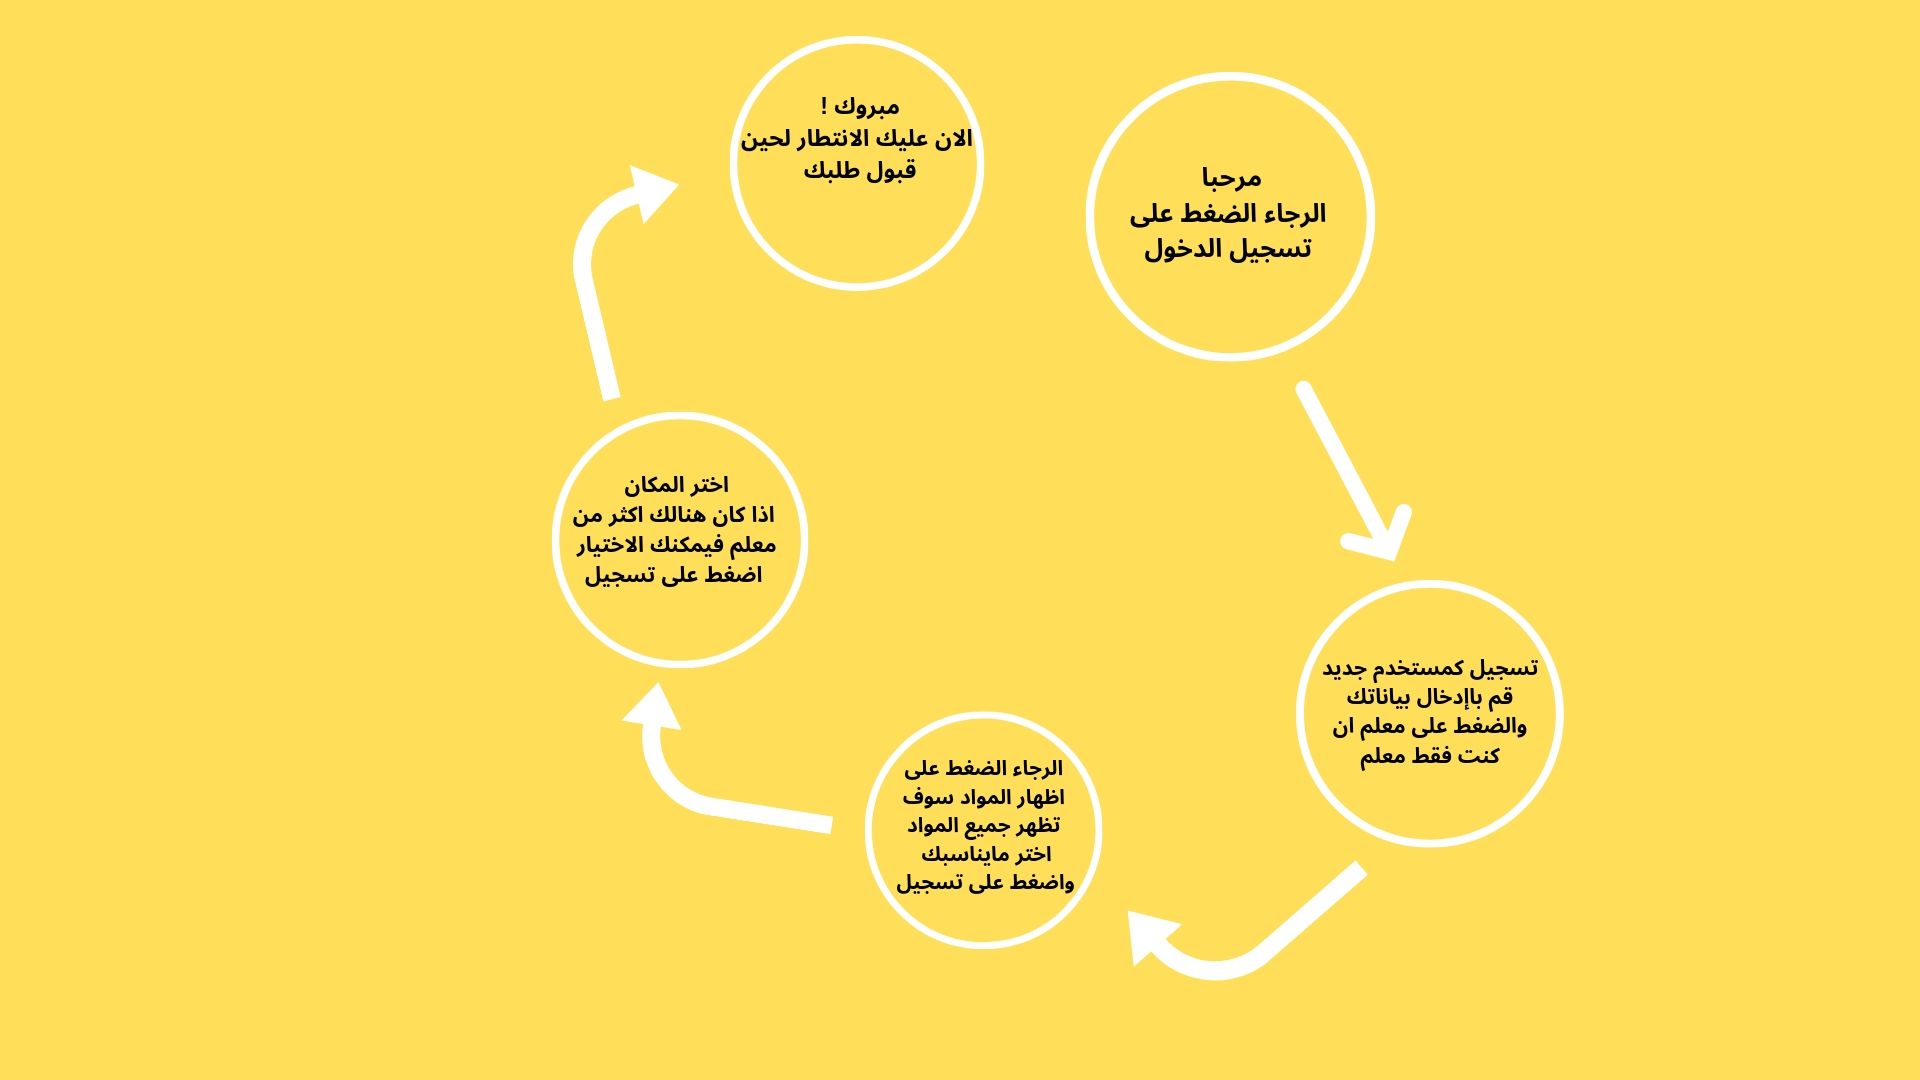 مرحبا
الرجاء الضغط على
تسجيل الدخول
تسجيل كمستخدم جديد
قم باإدخال بياناتك
والضغط على معلم ان
كنت فقط معلم
الرجاء الضغط على
اظهار المواد سوف
تظهر جميع المواد
اختر مايناسبك
واضغط على تسجيل
اختر المكان
اذا كان هنالك اكثر من
معلم فيمكنك الاختيار
اضغط على تسجيل
مبروك !
الان عليك الانتطار لحين
قبول طلبك